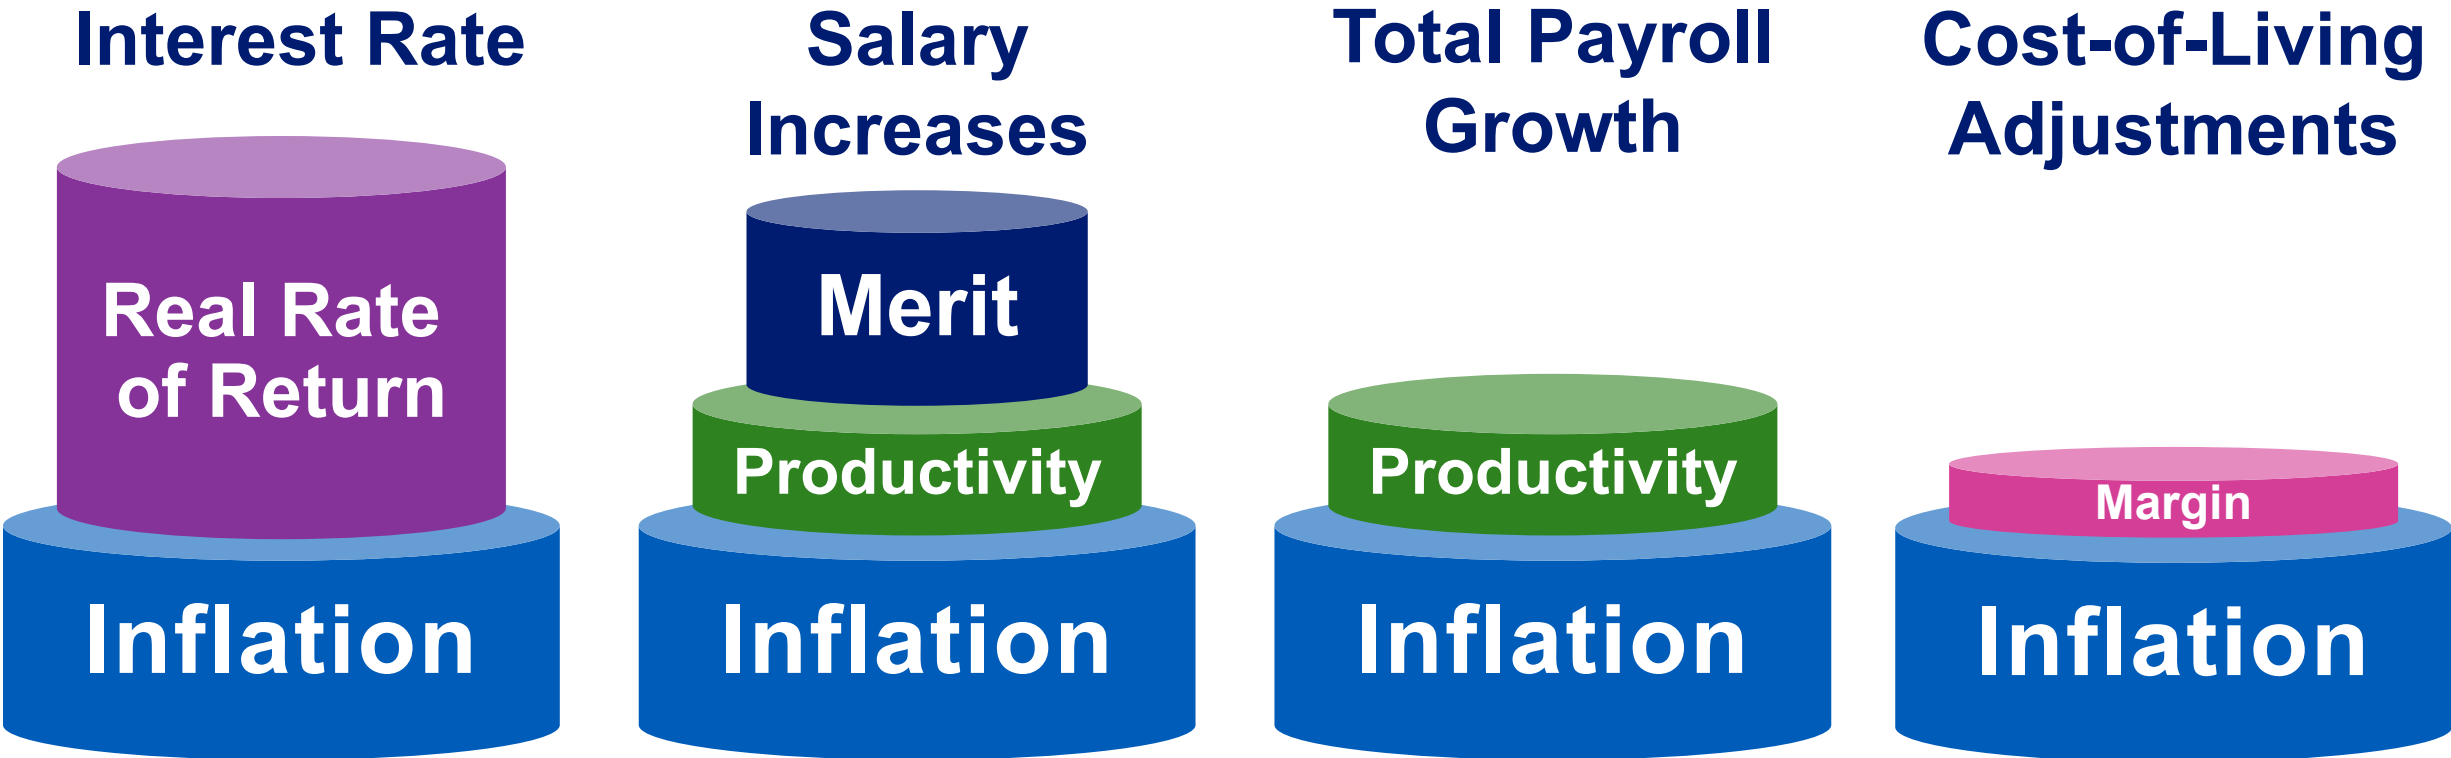 Interest Rate
Real Rate
of Return
Inflation
Salary
Increases
Merit
Productivity
Inflation
Total Payroll
Growth
Productivity
Inflation
Cost-of-Living
Adjustments
Margin
Inflation